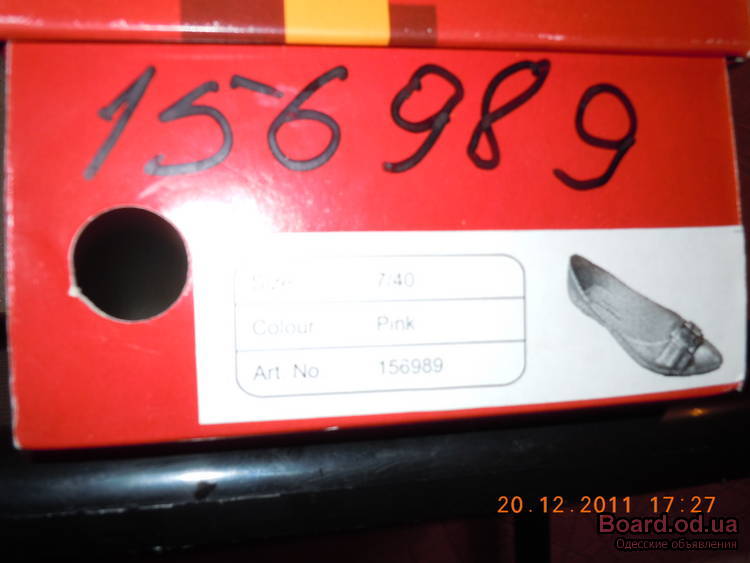 156989
Size 7/40
Colour Pink
Art No 156989
20.12.2011 17:27
Board.od.ua
Одесские объявления